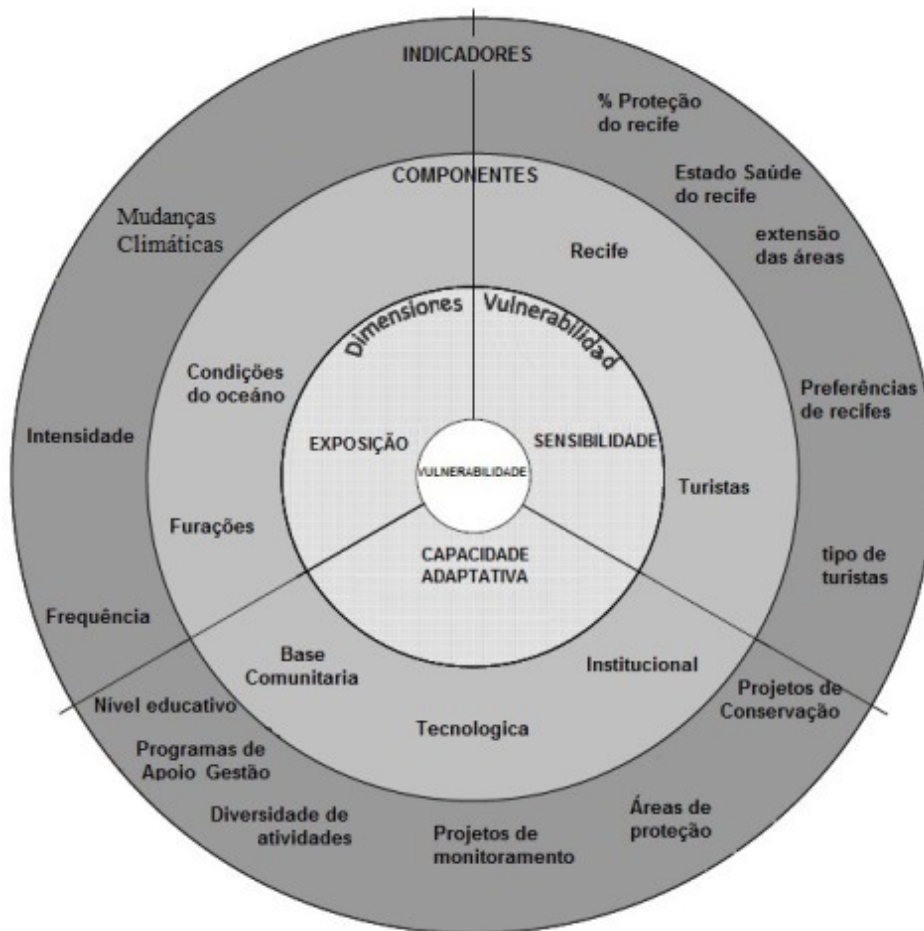 INDICADORES
% Proteção
do recife
Estado Saúde
do recife
extensão
das áreas
Preferências
de recifes
tipo de
turistas
Mudanças
Climáticas
Intensidade
Frequência
COMPONENTES
Recife
Turistas
Condições
do oceáno
Furações
Dimensiones
Vulnerabilidad
EXPOSIÇÃO
SENSIBILIDADE
VULNERABILIDADE
CAPACIDADE
ADAPTATIVA
Base
Comunitaria
Tecnologica
Institucional
Nível educativo
Programas de
Apoio Gestão
Diversidade de
atividades
Projetos de
monitoramento
Áreas de
proteção
Projetos de
Conservação